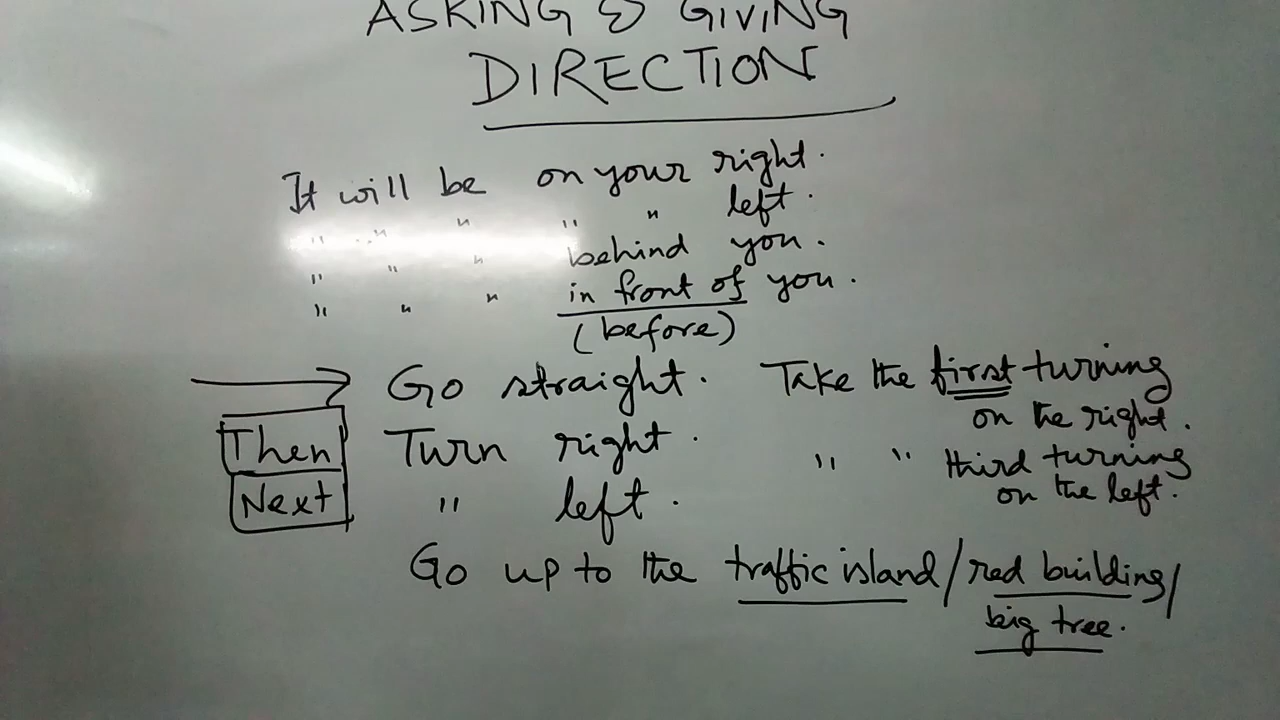 ASKING & GIVING
DIRECTION
It will be on your right.
" " " " " left.
" " " behind you.
" " " in front of you.
(before)
→ Go straight. Take the first turning
on the right.
Then Turn right.
" " third turning
on the left.
Next " left.
Go up to the traffic island/red building/
big tree.